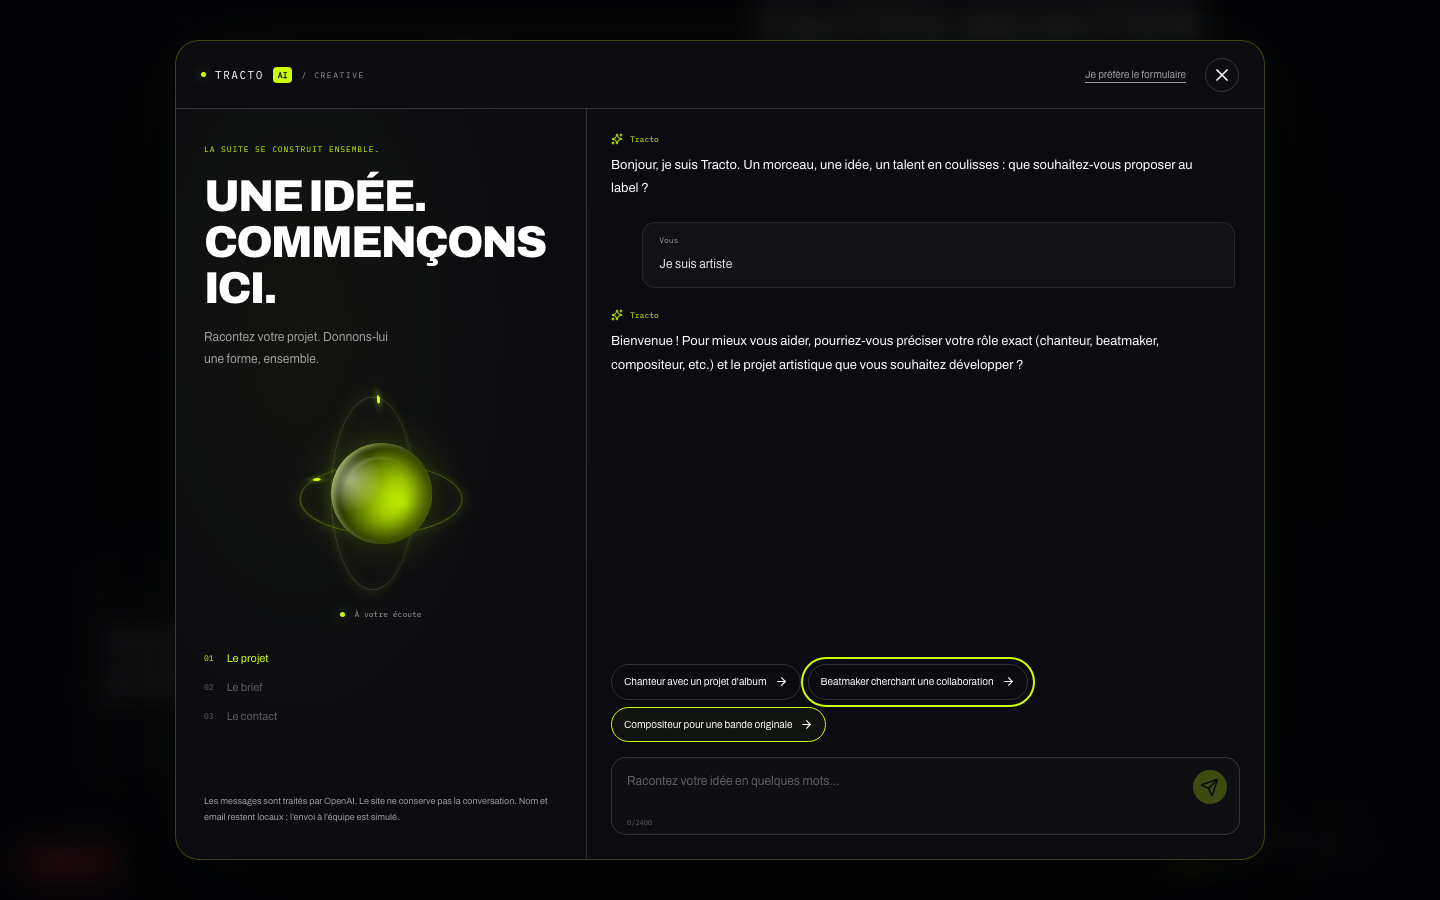 TRACTO AI / CREATIVE
Je préfère le formulaire
LA SUITE SE CONSTRUIT ENSEMBLE.
UNE IDÉE.
COMMENÇONS
ICI.
Racontez votre projet. Donnons-lui
une forme, ensemble.
À votre écoute
01 Le projet
02 Le brief
03 Le contact
Les messages sont traités par OpenAI. Le site ne conserve pas la conversation. Nom et
email restent locaux ; l'envoi à l'équipe est simulé.
Tracto
Bonjour, je suis Tracto. Un morceau, une idée, un talent en coulisses : que souhaitez-vous proposer au
label ?
Vous
Je suis artiste
Tracto
Bienvenue ! Pour mieux vous aider, pourriez-vous préciser votre rôle exact (chanteur, beatmaker,
compositeur, etc.) et le projet artistique que vous souhaitez développer ?
Chanteur avec un projet d'album
Beatmaker cherchant une collaboration
Compositeur pour une bande originale
Racontez votre idée en quelques mots…
0/2400